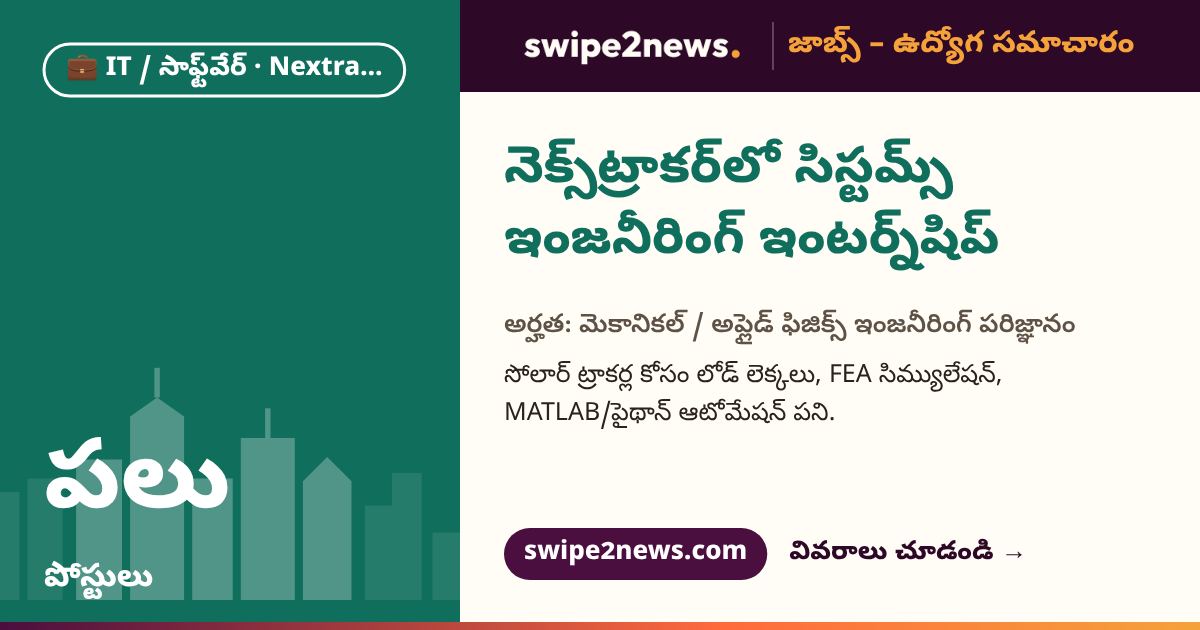 💼 IT / సాఫ్ట్‌వేర్ · Nextra...
swipe2news.
జాబ్స్ – ఉద్యోగ సమాచారం
నెక్స్‌ట్రాకర్‌లో సిస్టమ్స్
ఇంజనీరింగ్ ఇంటర్న్‌షిప్
అర్హత: మెకానికల్ / అప్లైడ్ ఫిజిక్స్ ఇంజనీరింగ్ పరిజ్ఞానం
సోలార్ ట్రాకర్ల కోసం లోడ్ లెక్కలు, FEA సిమ్యులేషన్,
MATLAB/పైథాన్ ఆటోమేషన్ పని.
పలు
పోస్టులు
swipe2news.com
వివరాలు చూడండి →